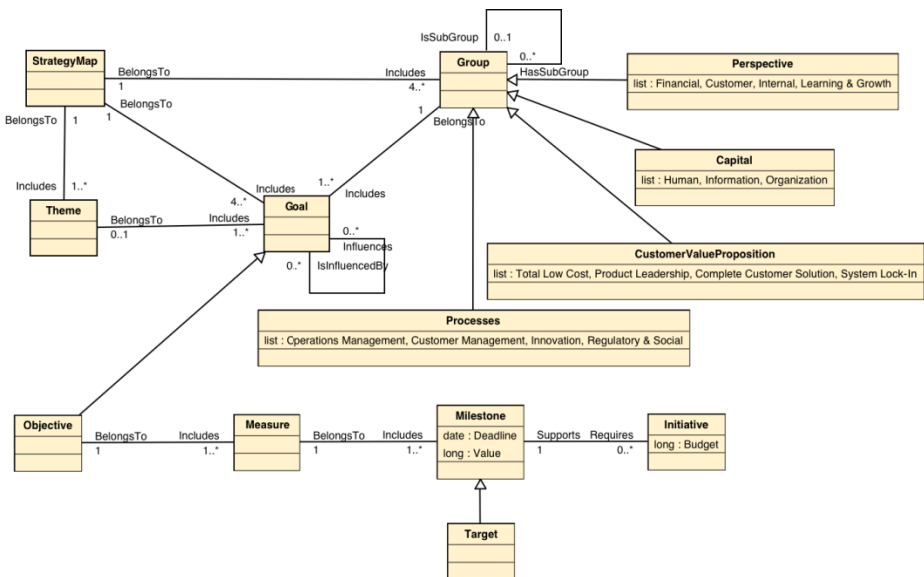 IsSubGroup
0..1
StrategyMap
Group
0..*
Perspective
BelongsTo
Includes
HasSubGroup
list : Financial, Customer, Internal, Learning & Growth
1
4..*
BelongsTo
1
BelongsTo
1
1
BelongsTo
Capital
list : Human, Information, Organization
1..*
Includes
Includes
1..*
Includes
4..*
Theme
BelongsTo
Includes
Goal
0..1
1..*
0..*
Influences
0..*
IsInfluencedBy
CustomerValueProposition
list : Total Low Cost, Product Leadership, Complete Customer Solution, System Lock-In
Processes
list : Operations Management, Customer Management, Innovation, Regulatory & Social
Objective
BelongsTo
Includes
1
1..*
Measure
BelongsTo
Includes
1
1..*
Milestone
date : Deadline
long : Value
Supports
Requires
1
0..*
Initiative
long : Budget
Target